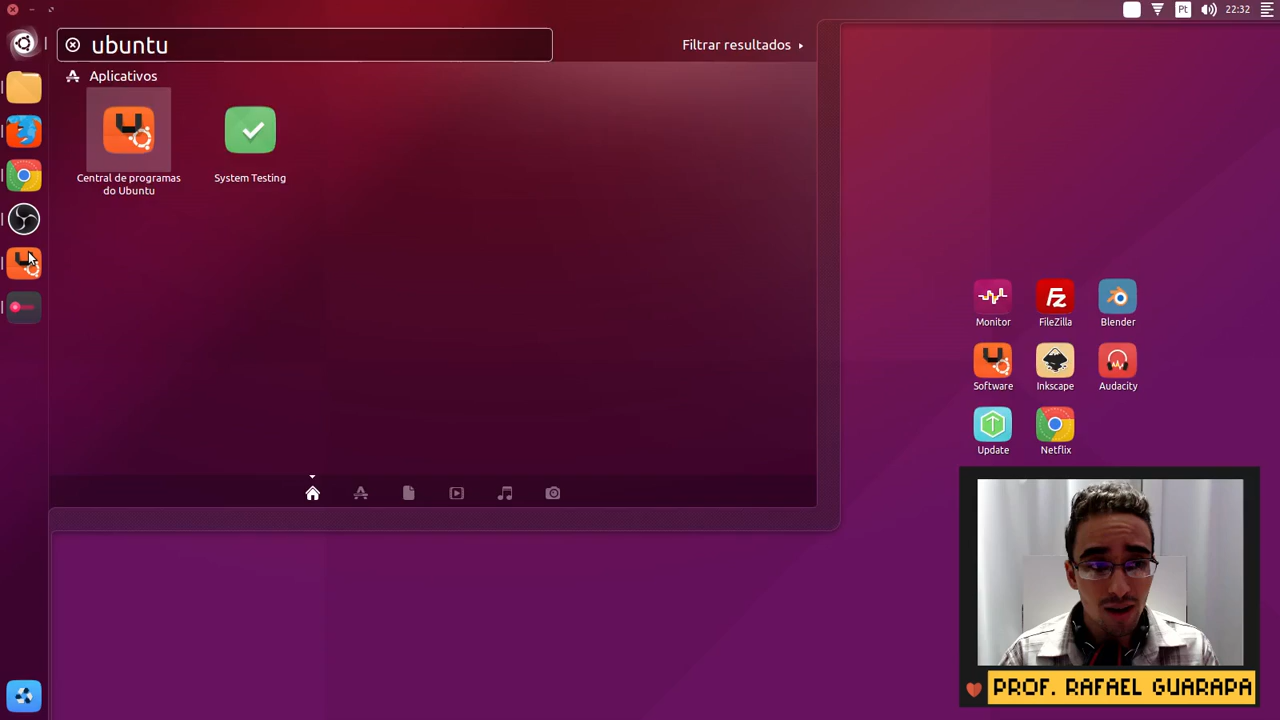 Pt
22:32
ubuntu
Filtrar resultados
Aplicativos
Central de programas
do Ubuntu
System Testing
Monitor
FileZilla
Blender
Software
Inkscape
Audacity
Update
Netflix
PROF. RAFAEL GUARAPA